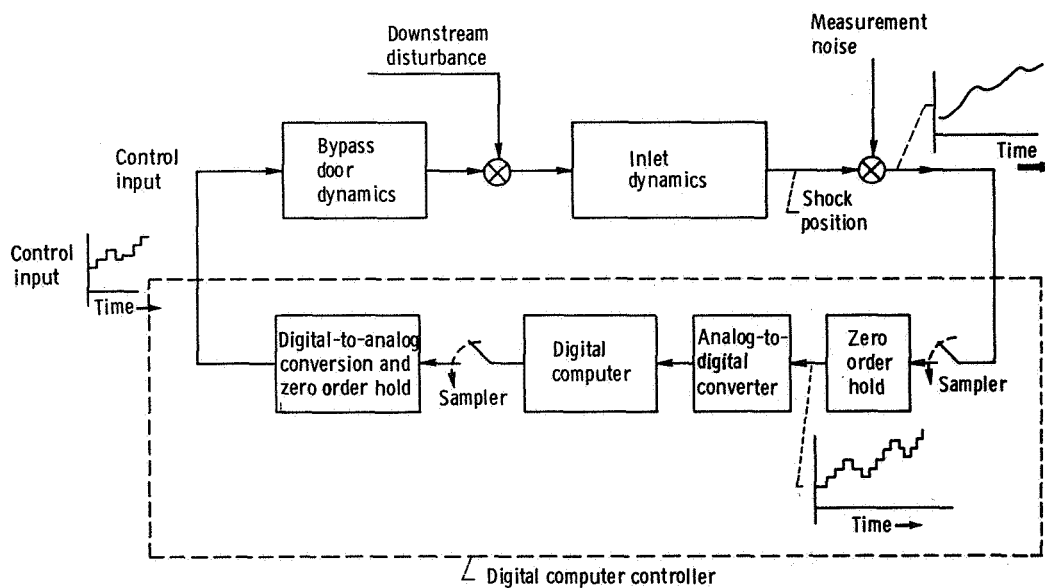 Downstream
disturbance
Measurement
noise
Time
Control
input
Bypass
door
dynamics
Inlet
dynamics
Shock
position
Control
input
Time
Digital-to-analog
conversion and
zero order hold
Sampler
Digital
computer
Analog-to-
digital
converter
Zero
order
hold
Sampler
Time
Digital computer controller